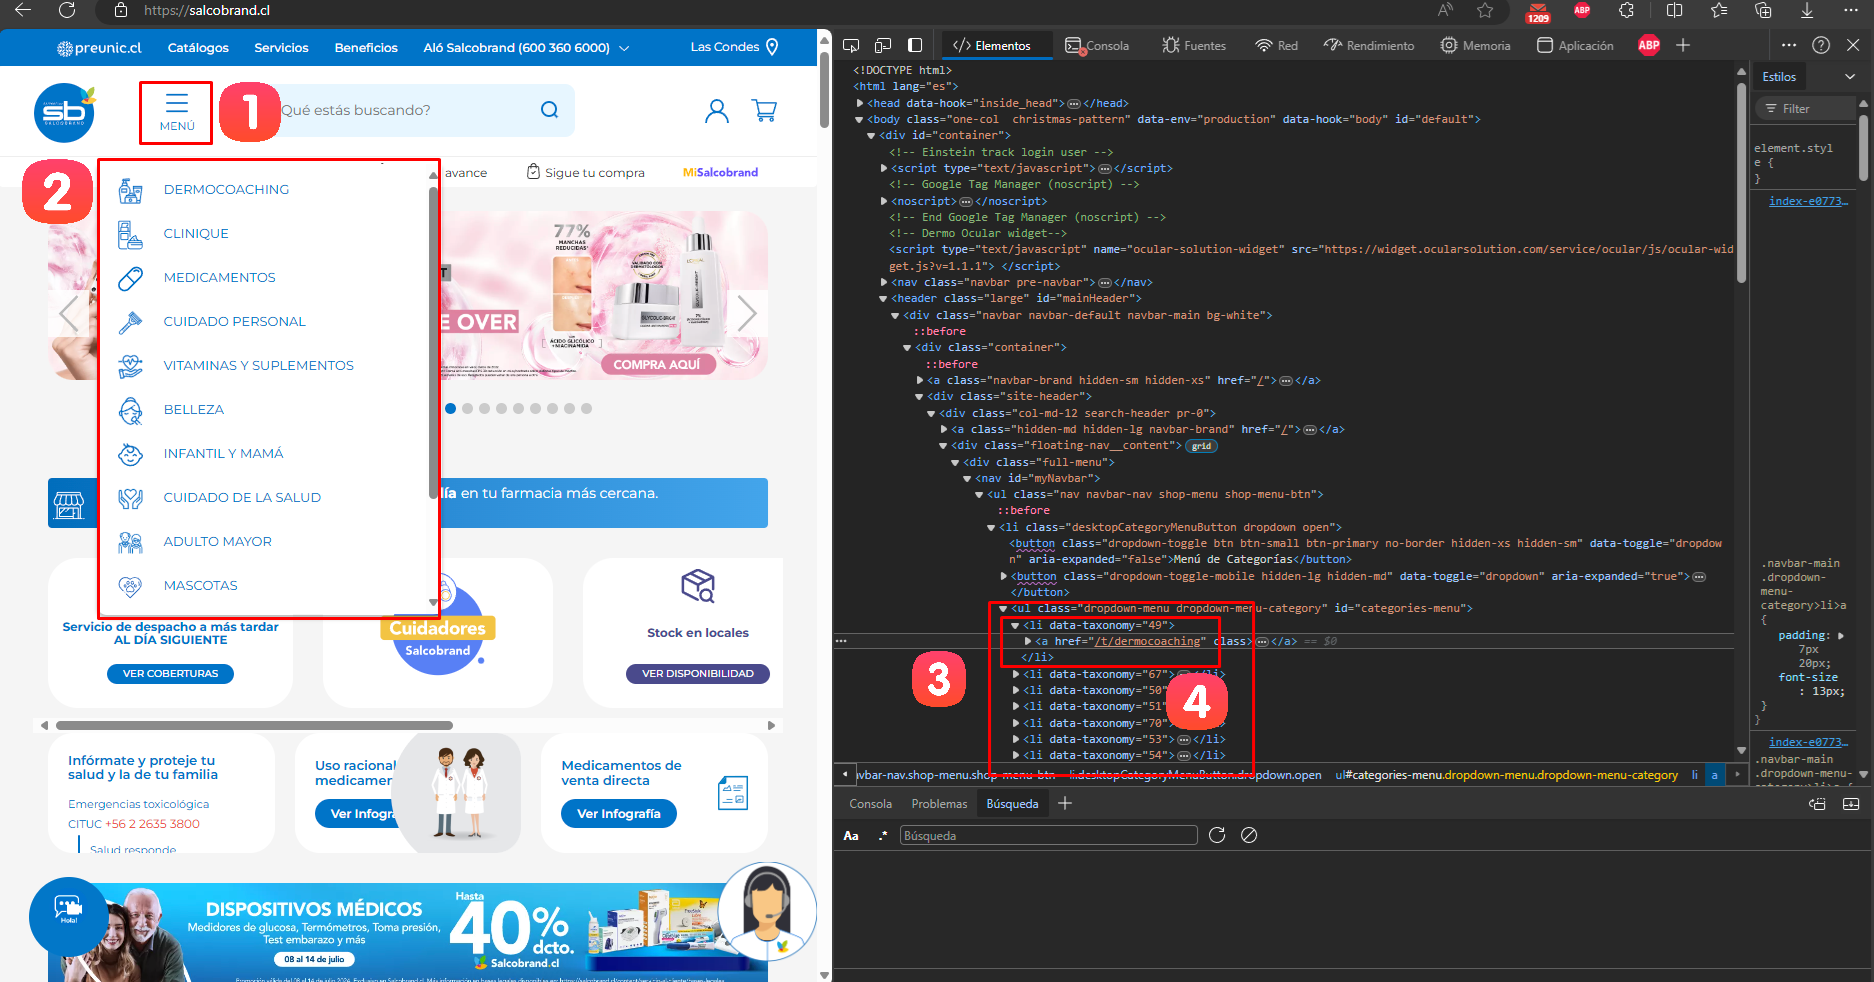 https://salcobrand.cl
1209
ABP
preunic.cl
Catálogos
Servicios
Beneficios
Aló Salcobrand (600 360 6000)
Las Condes
sb
SALCOBRAND
MENÚ
1
Qué estás buscando?
2
avance
Sigue tu compra
MiSalcobrand
DERMOCOACHING
CLINIQUE
MEDICAMENTOS
CUIDADO PERSONAL
VITAMINAS Y SUPLEMENTOS
BELLEZA
INFANTIL Y MAMÁ
CUIDADO DE LA SALUD
ADULTO MAYOR
MASCOTAS
77%
MANCHAS
REDUCIDAS
E OVER
ÁCIDO GLICÓLICO
+NIACINAMIDA
COMPRA AQUÍ
día en tu farmacia más cercana.
Servicio de despacho a más tardar
AL DÍA SIGUIENTE
VER COBERTURAS
Cuidadores
Salcobrand
Stock en locales
VER DISPONIBILIDAD
Infórmate y proteje tu
salud y la de tu familia
Emergencias toxicológica
CITUC +56 2 2635 3800
Salud responde
Uso racional
medicamen
Ver Infogra
Medicamentos de
venta directa
Ver Infografía
Hola!
DISPOSITIVOS MÉDICOS
Medidores de glucosa, Termómetros, Toma presión,
Test embarazo y más
08 al 14 de julio
Hasta
40%
dcto.
Salcobrand.cl
Elementos
Consola
Fuentes
Red
Rendimiento
Memoria
Aplicación
ABP
<!DOCTYPE html>
<html lang="es">
<head data-hook="inside_head"> </head>
<body class="one-col  christmas-pattern" data-env="production" data-hook="body" id="default">
<div id="container">
<!-- Einstein track login user -->
<script type="text/javascript"> </script>
<!-- Google Tag Manager (noscript) -->
<noscript> </noscript>
<!-- End Google Tag Manager (noscript) -->
<!-- Dermo Ocular widget-->
<script type="text/javascript" name="ocular-solution-widget" src="https://widget.ocularsolution.com/service/ocular/js/ocular-wid
get.js?v=1.1.1"> </script>
<nav class="navbar pre-navbar"> </nav>
<header class="large" id="mainHeader">
<div class="navbar navbar-default navbar-main bg-white">
::before
<div class="container">
::before
<a class="navbar-brand hidden-sm hidden-xs" href="/"> </a>
<div class="site-header">
<div class="col-md-12 search-header pr-0">
<a class="hidden-md hidden-lg navbar-brand" href="/"> </a>
<div class="floating-nav__content"> grid
<div class="full-menu">
<nav id="myNavbar">
<ul class="nav navbar-nav shop-menu shop-menu-btn">
::before
<li class="desktopCategoryMenuButton dropdown open">
<button class="dropdown-toggle btn btn-small btn-primary no-border hidden-xs hidden-sm" data-toggle="dropdow
n" aria-expanded="false">Menú de Categorías</button>
<button class="dropdown-toggle-mobile hidden-lg hidden-md" data-toggle="dropdown" aria-expanded="true">
</button>
<ul class="dropdown-menu dropdown-menu-category" id="categories-menu">
<li data-taxonomy="49">
<a href="/t/dermocoaching" class> </a> == $0
</li>
3
<li data-taxonomy="67"> </li>
<li data-taxonomy="50"
4
<li data-taxonomy="51"
<li data-taxonomy="70"
<li data-taxonomy="53"> </li>
<li data-taxonomy="54"> </li>
vbar-nav.shop-menu.shop-menu-btn
li.desktopCategoryMenuButton.dropdown.open
ul#categories-menu.dropdown-menu.dropdown-menu-category
li
a
Estilos
Filter
element.styl
e {
}
index-e0773…
.navbar-main
.dropdown-
menu-
category>li>a
{
padding:
7px
20px;
font-size
: 13px;
}
}
index-e0773…
.navbar-main
.dropdown-menu-
Consola
Problemas
Búsqueda
Aa
.*
Búsqueda